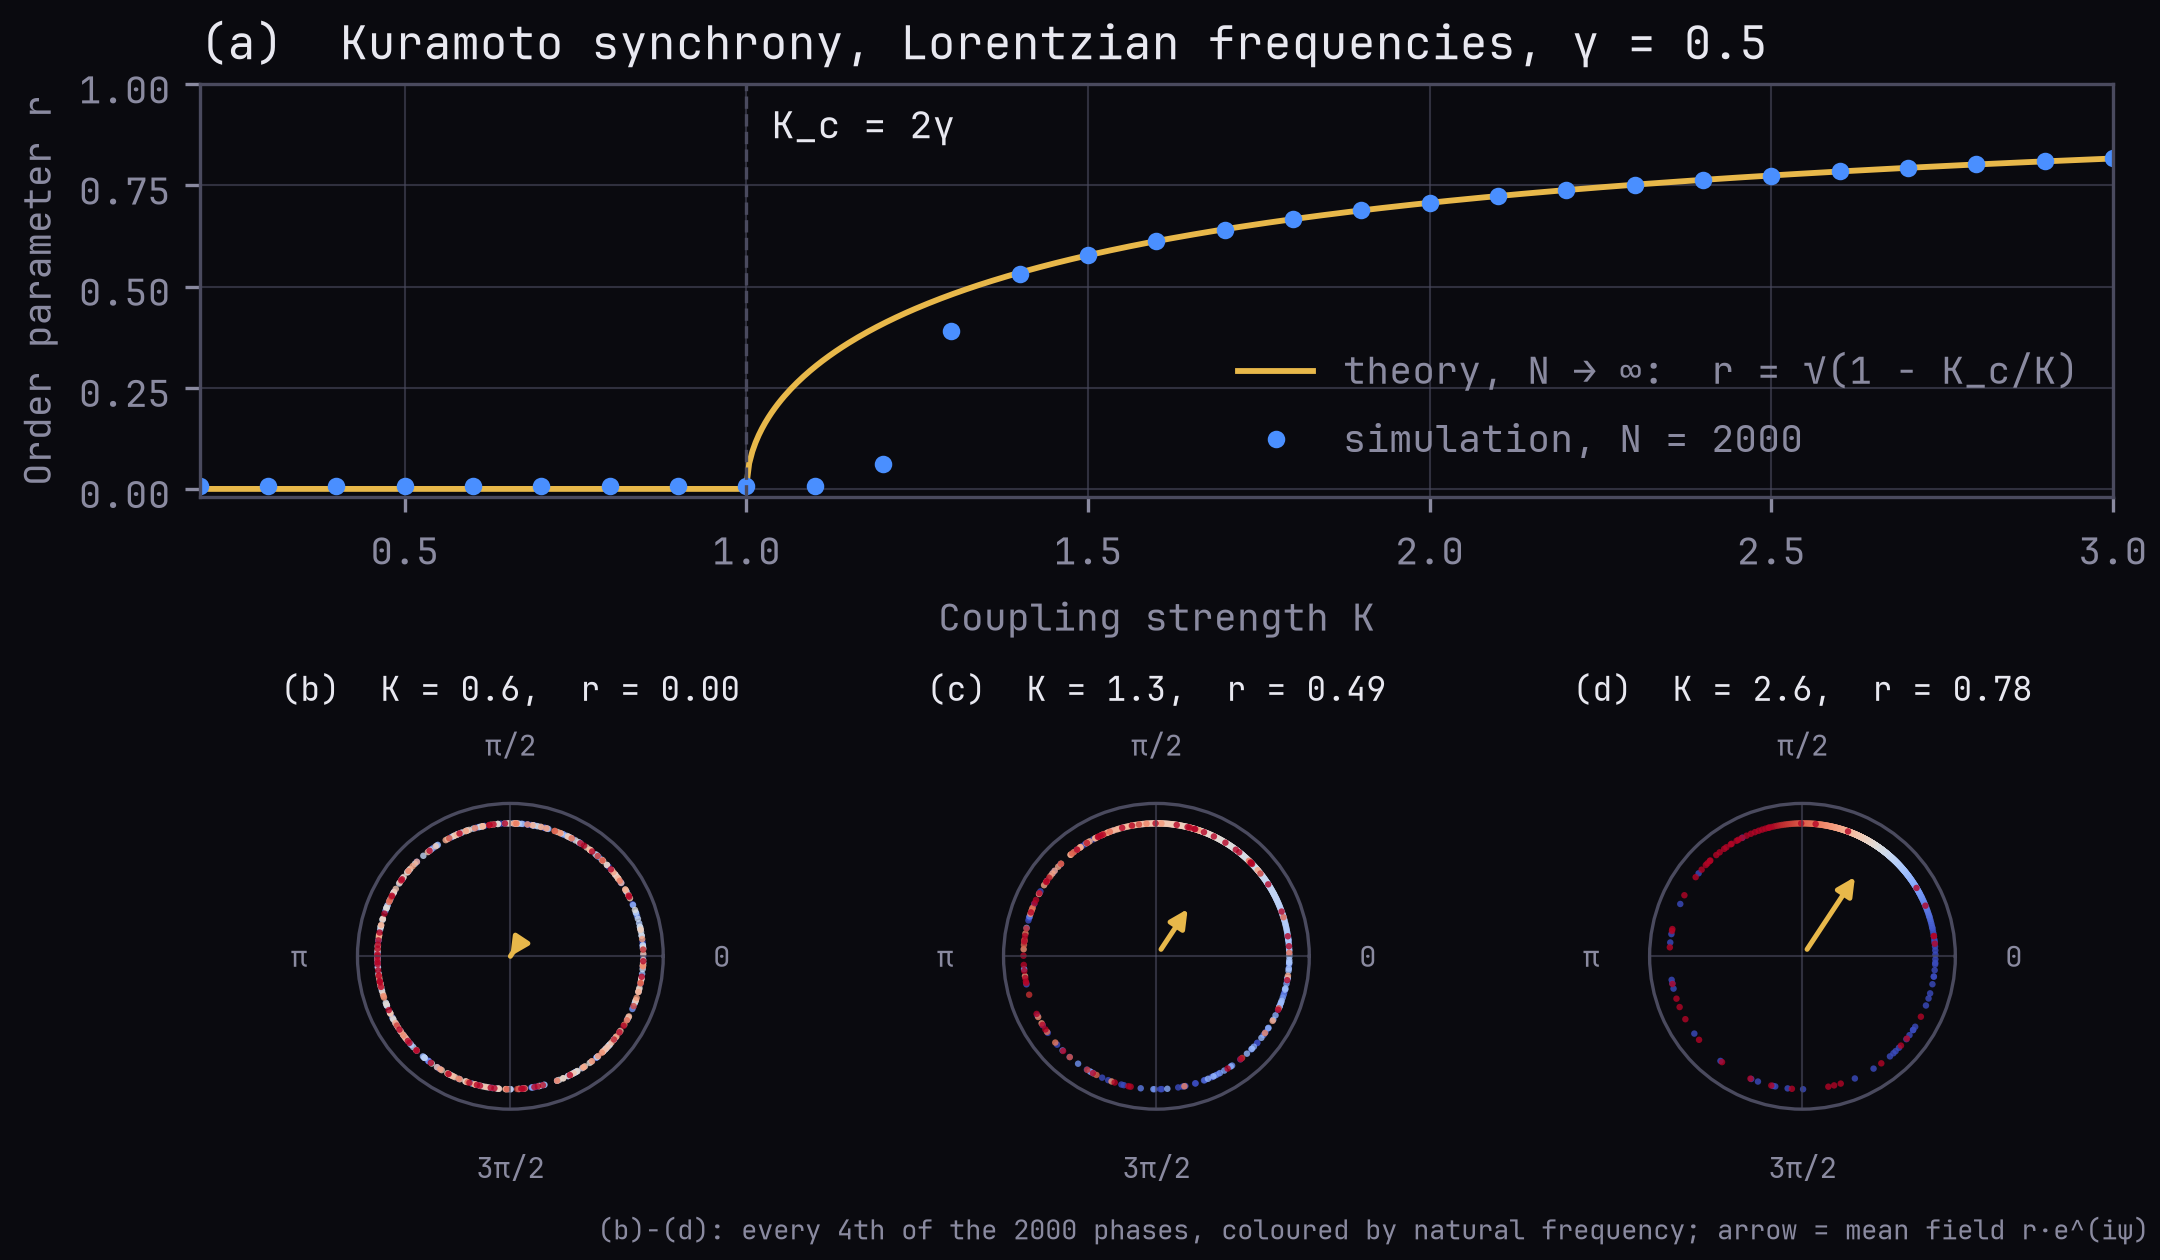 (a)  Kuramoto synchrony, Lorentzian frequencies, γ = 0.5
Order parameter r
1.00
0.75
0.50
0.25
0.00
K_c = 2γ
theory, N → ∞:  r = √(1 - K_c/K)
simulation, N = 2000
0.5 1.0 1.5 2.0 2.5 3.0
Coupling strength K
(b)  K = 0.6,  r = 0.00
π/2
π
0
3π/2
(c)  K = 1.3,  r = 0.49
π/2
π
0
3π/2
(d)  K = 2.6,  r = 0.78
π/2
π
0
3π/2
(b)-(d): every 4th of the 2000 phases, coloured by natural frequency; arrow = mean field r·e^(iψ)